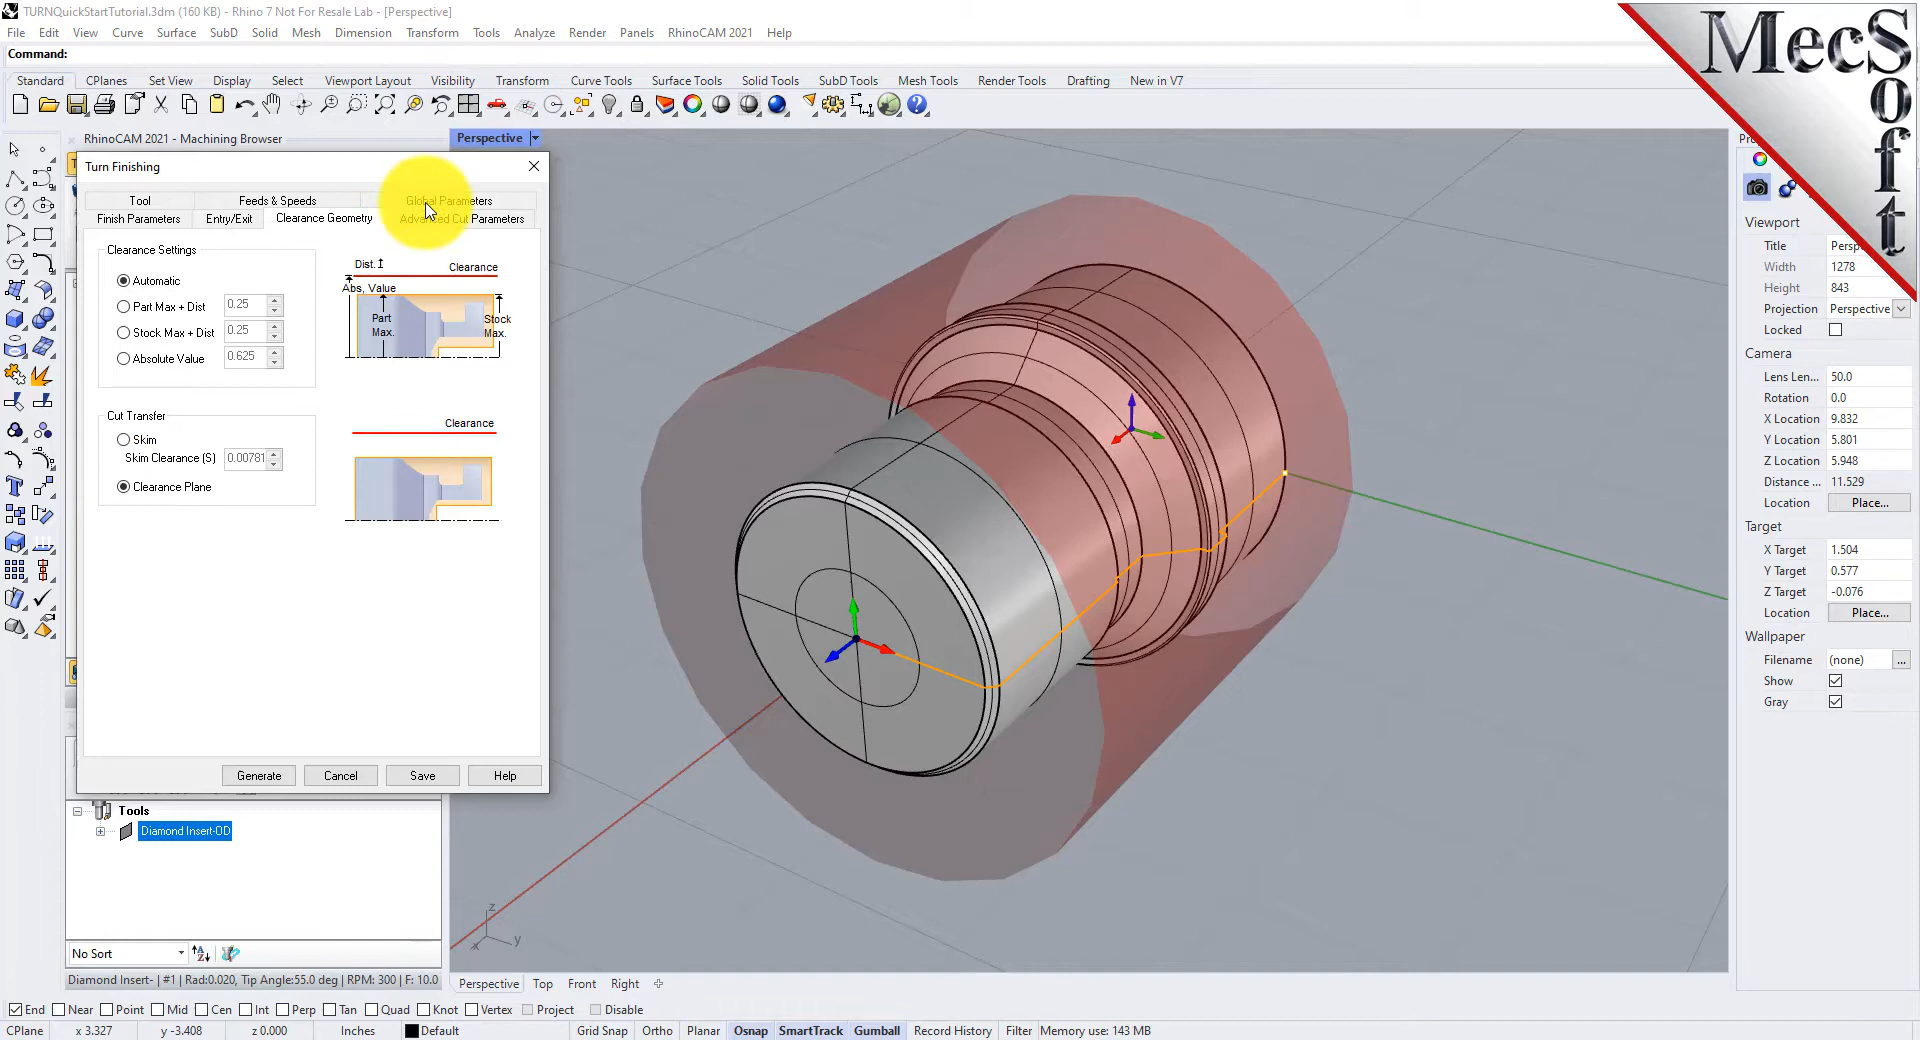 TURNQuickStartTutorial.3dm (160 KB) - Rhino 7 Not For Resale Lab - [Perspective]
File Edit View Curve Surface SubD Solid Mesh Dimension Transform Tools Analyze Render Panels RhinoCAM 2021 Help
Command:
Standard CPlanes Set View Display Select Viewport Layout Visibility Transform Curve Tools Surface Tools Solid Tools SubD Tools Mesh Tools Render Tools Drafting New in V7
MecSoft
RhinoCAM 2021 - Machining Browser
Perspective
Turn Finishing
Tool Feeds & Speeds Global Parameters
Finish Parameters Entry/Exit Clearance Geometry Advanced Cut Parameters
Clearance Settings
Automatic
Part Max + Dist 0.25
Stock Max + Dist 0.25
Absolute Value 0.625
Dist. Clearance
Abs, Value
Part Max.
Stock Max.
Cut Transfer
Skim
Skim Clearance (S) 0.00781
Clearance Plane
Clearance
Generate Cancel Save Help
Tools
Diamond Insert-OD
No Sort
Diamond Insert- | #1 | Rad:0.020, Tip Angle:55.0 deg | RPM: 300 | F: 10.0
z
y
x
Perspective Top Front Right
Viewport
Title
Width 1278
Height 843
Projection Perspective
Locked
Camera
Lens Len... 50.0
Rotation 0.0
X Location 9.832
Y Location 5.801
Z Location 5.948
Distance ... 11.529
Location Place...
Target
X Target 1.504
Y Target 0.577
Z Target -0.076
Location Place...
Wallpaper
Filename (none) ...
Show
Gray
End Near Point Mid Cen Int Perp Tan Quad Knot Vertex Project Disable
CPlane x 3.327 y -3.408 z 0.000 Inches Default Grid Snap Ortho Planar Osnap SmartTrack Gumball Record History Filter Memory use: 143 MB